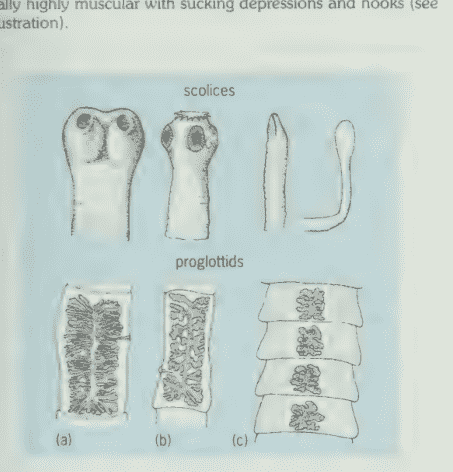 ally highly muscular with sucking depressions and hooks (see
ustration).
scolices
proglottids
(a) (b) (c)